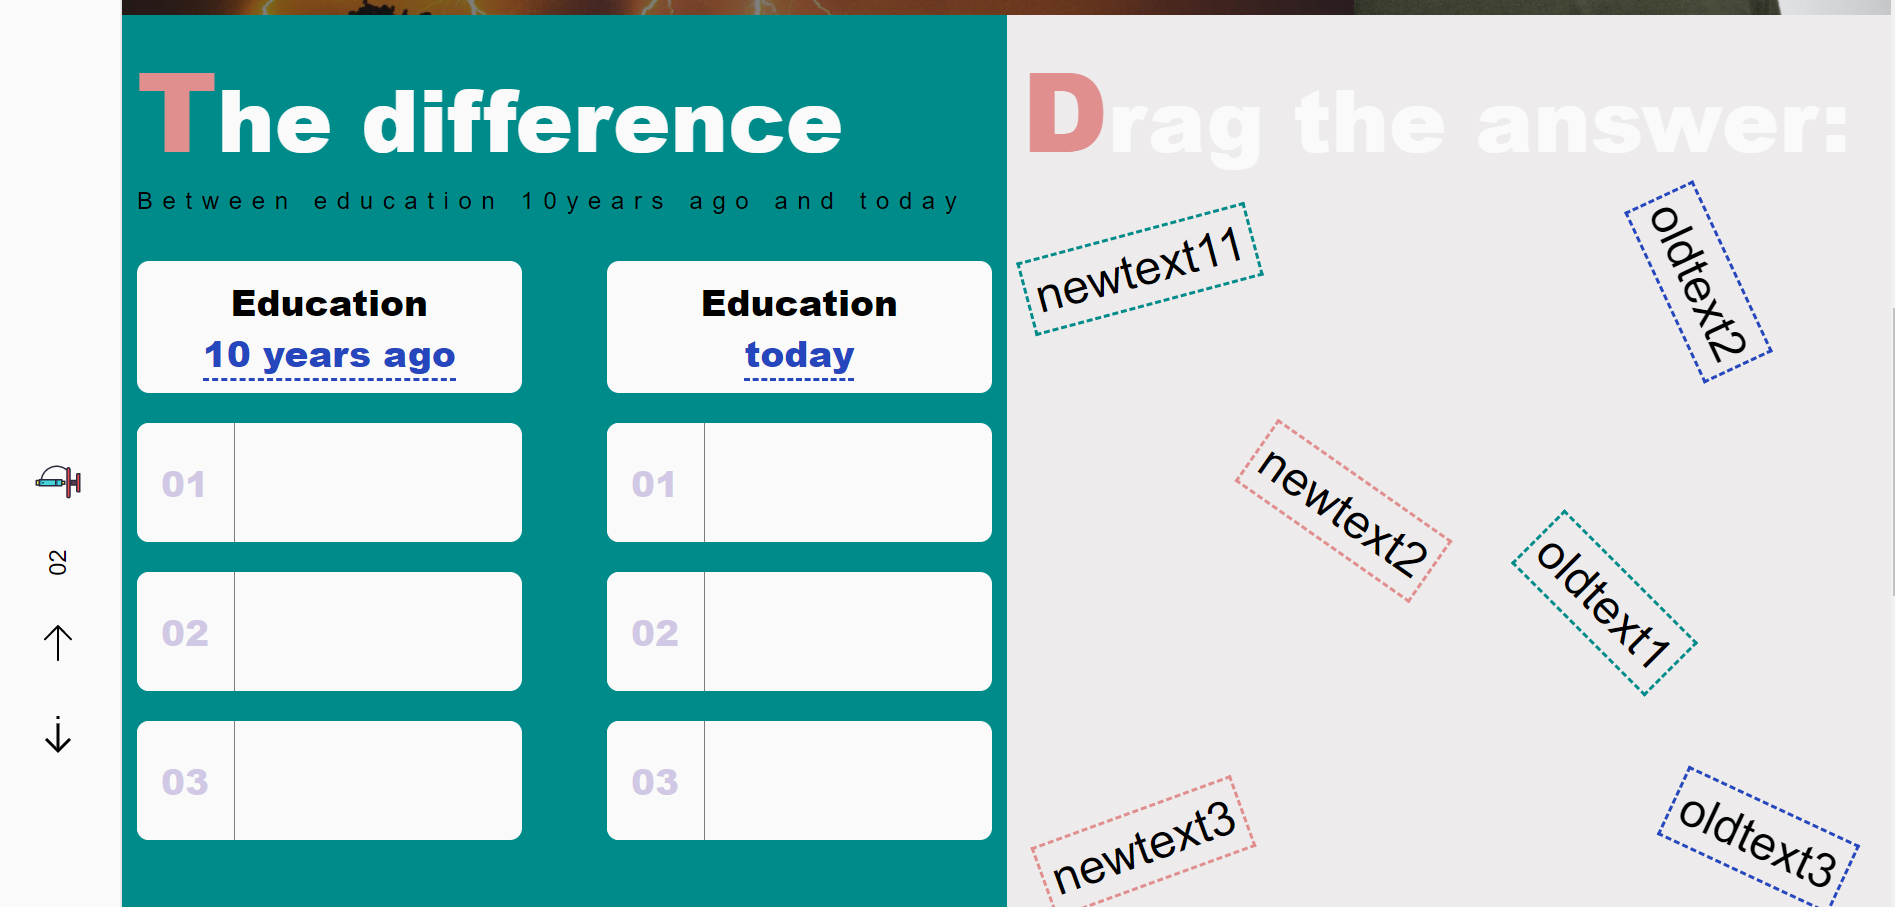 The difference
Between education 10years ago and today
Education
10 years ago
01
02
03
Education
today
01
02
03
Drag the answer:
newtext11
oldtext2
newtext2
oldtext1
newtext3
oldtext3
02